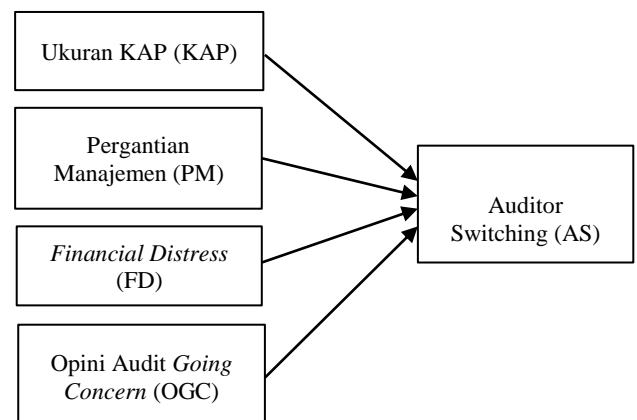 Ukuran KAP (KAP)
Pergantian
Manajemen (PM)
Financial Distress
(FD)
Opini Audit Going
Concern (OGC)
Auditor
Switching (AS)